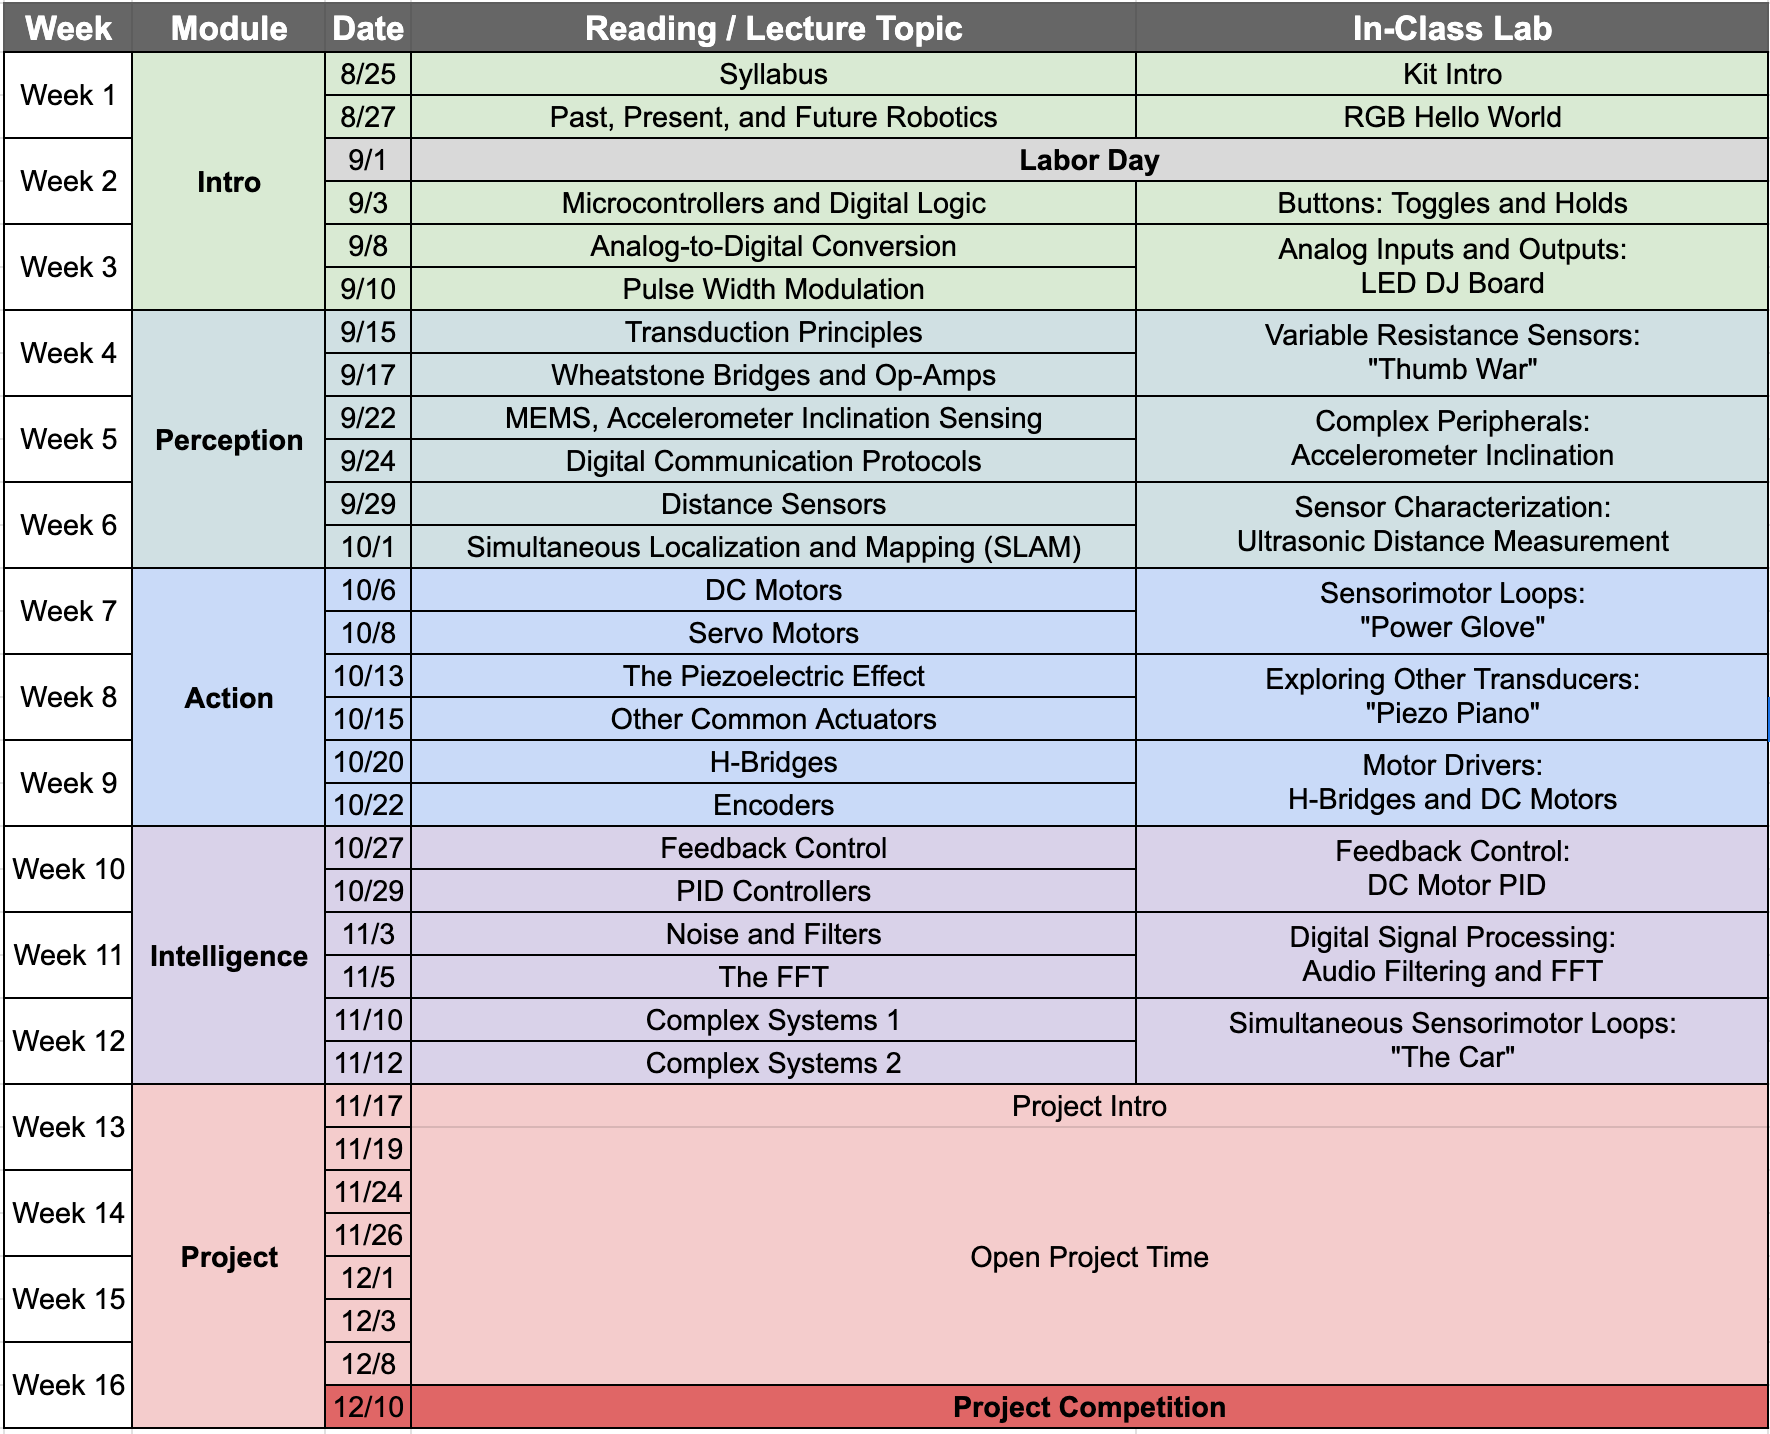 Week Module Date Reading / Lecture Topic In-Class Lab
Week 1 Intro 8/25 Syllabus Kit Intro
8/27 Past, Present, and Future Robotics RGB Hello World
Week 2 9/1 Labor Day
9/3 Microcontrollers and Digital Logic Buttons: Toggles and Holds
Week 3 9/8 Analog-to-Digital Conversion Analog Inputs and Outputs:
9/10 Pulse Width Modulation LED DJ Board
Week 4 Perception 9/15 Transduction Principles Variable Resistance Sensors:
9/17 Wheatstone Bridges and Op-Amps "Thumb War"
Week 5 9/22 MEMS, Accelerometer Inclination Sensing Complex Peripherals:
9/24 Digital Communication Protocols Accelerometer Inclination
Week 6 9/29 Distance Sensors Sensor Characterization:
10/1 Simultaneous Localization and Mapping (SLAM) Ultrasonic Distance Measurement
Week 7 Action 10/6 DC Motors Sensorimotor Loops:
10/8 Servo Motors "Power Glove"
Week 8 10/13 The Piezoelectric Effect Exploring Other Transducers:
10/15 Other Common Actuators "Piezo Piano"
Week 9 10/20 H-Bridges Motor Drivers:
10/22 Encoders H-Bridges and DC Motors
Week 10 Intelligence 10/27 Feedback Control Feedback Control:
10/29 PID Controllers DC Motor PID
Week 11 11/3 Noise and Filters Digital Signal Processing:
11/5 The FFT Audio Filtering and FFT
Week 12 11/10 Complex Systems 1 Simultaneous Sensorimotor Loops:
11/12 Complex Systems 2 "The Car"
Week 13 Project 11/17 Project Intro
11/19 Open Project Time
Week 14 11/24
11/26
Week 15 12/1
12/3
Week 16 12/8
12/10 Project Competition